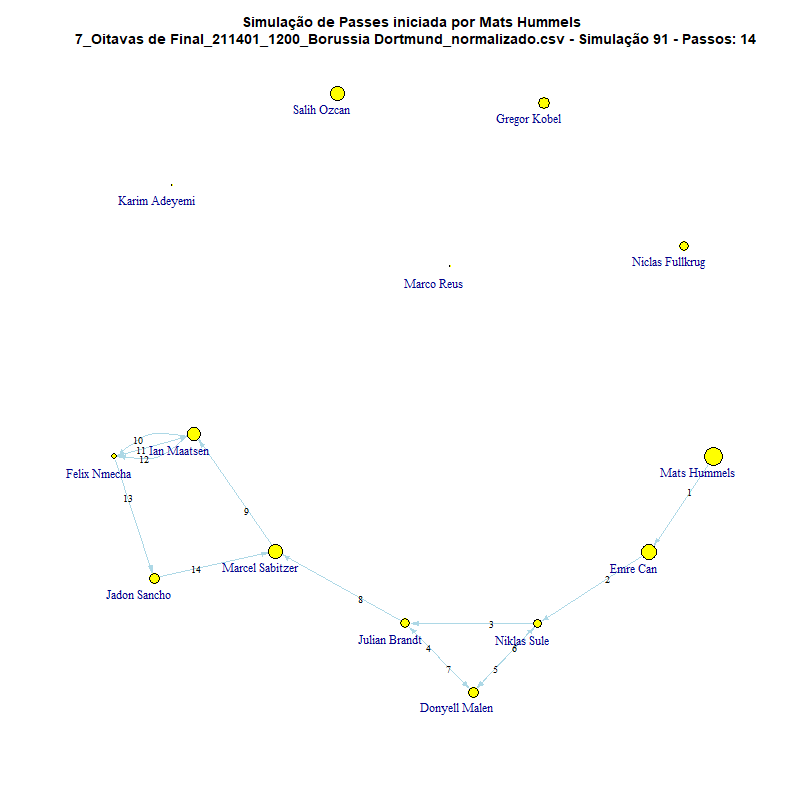 Simulação de Passes iniciada por Mats Hummels
7_Oitavas de Final_211401_1200_Borussia Dortmund_normalizado.csv - Simulação 91 - Passos: 14
Salih Ozcan
Gregor Kobel
Karim Adeyemi
Niclas Fullkrug
Marco Reus
10
11
Ian Maatsen
12
Felix Nmecha
Mats Hummels
1
13
9
Emre Can
14
Marcel Sabitzer
2
Jadon Sancho
8
3
Julian Brandt
Niklas Sule
4
6
7
5
Donyell Malen